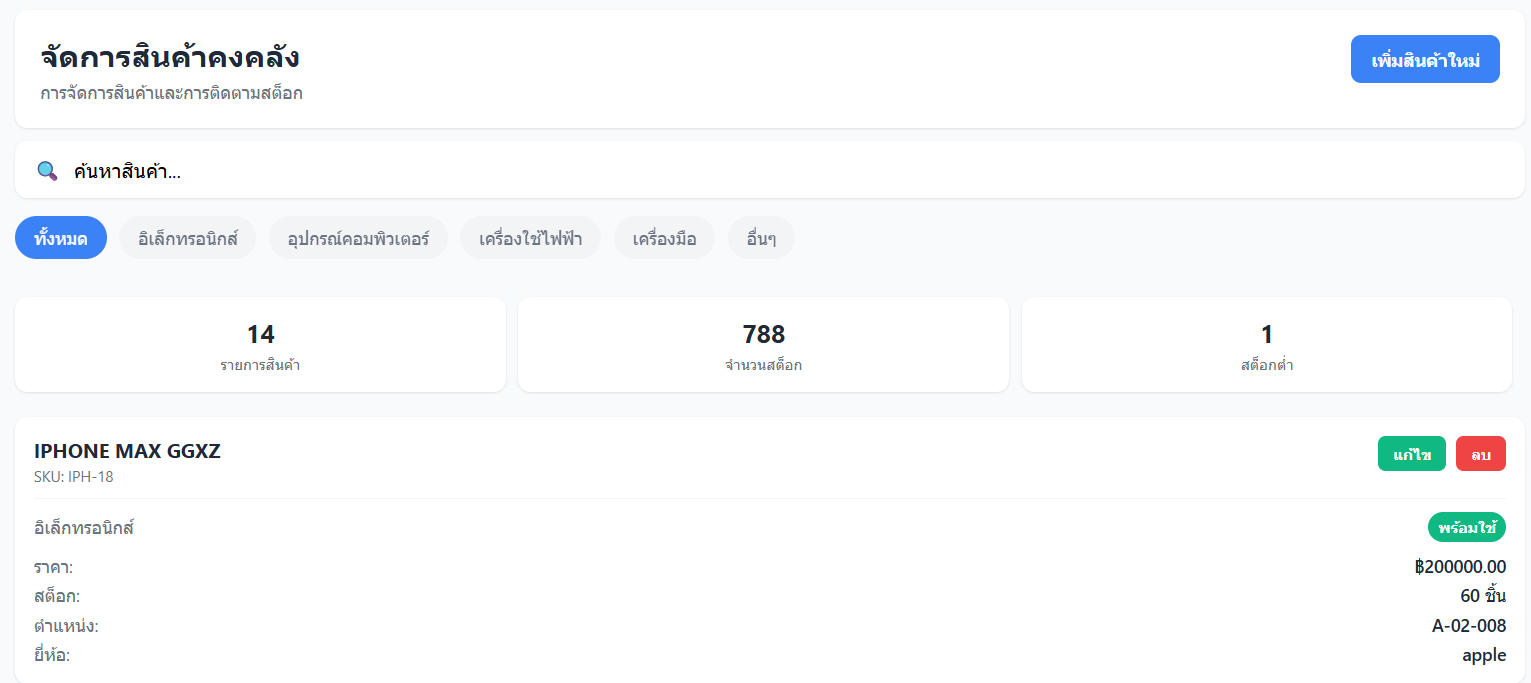 จัดการสินค้าคงคลัง
การจัดการสินค้าและการติดตามสต็อก
เพิ่มสินค้าใหม่
ค้นหาสินค้า...
ทั้งหมด อิเล็กทรอนิกส์ อุปกรณ์คอมพิวเตอร์ เครื่องใช้ไฟฟ้า เครื่องมือ อื่นๆ
14 788 1
รายการสินค้า จำนวนสต็อก สต็อกต่ำ
IPHONE MAX GGXZ
SKU: IPH-18
แก้ไข ลบ
อิเล็กทรอนิกส์ พร้อมใช้
ราคา: ฿200000.00
สต็อก: 60 ชิ้น
ตำแหน่ง: A-02-008
ยี่ห้อ: apple